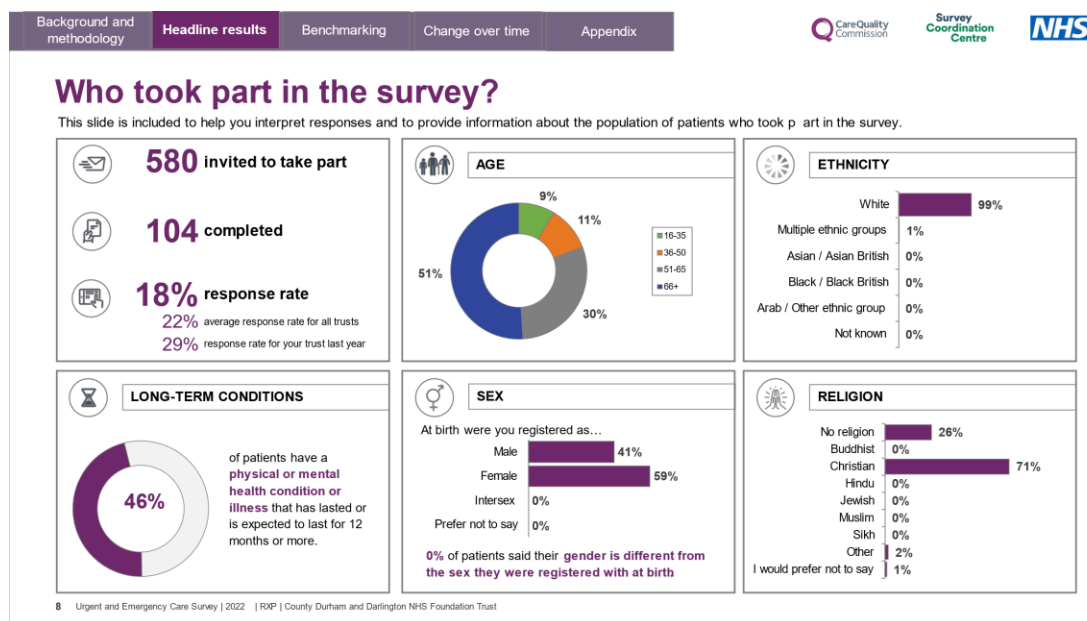 Background and
methodology
Headline results
Benchmarking
Change over time
Appendix
CareQuality
Commission
Survey
Coordination
Centre
NHS
Who took part in the survey?
This slide is included to help you interpret responses and to provide information about the population of patients who took p art in the survey.
580 invited to take part
104 completed
18% response rate
22% average response rate for all trusts
29% response rate for your trust last year
AGE
9%
11%
30%
51%
16-35
36-50
51-65
66+
ETHNICITY
White 99%
Multiple ethnic groups 1%
Asian / Asian British 0%
Black / Black British 0%
Arab / Other ethnic group 0%
Not known 0%
LONG-TERM CONDITIONS
46%
of patients have a
physical or mental
health condition or
illness that has lasted or
is expected to last for 12
months or more.
SEX
At birth were you registered as…
Male 41%
Female 59%
Intersex 0%
Prefer not to say 0%
0% of patients said their gender is different from
the sex they were registered with at birth
RELIGION
No religion 26%
Buddhist 0%
Christian 71%
Hindu 0%
Jewish 0%
Muslim 0%
Sikh 0%
Other 2%
I would prefer not to say 1%
8 Urgent and Emergency Care Survey | 2022 | RXP | County Durham and Darlington NHS Foundation Trust